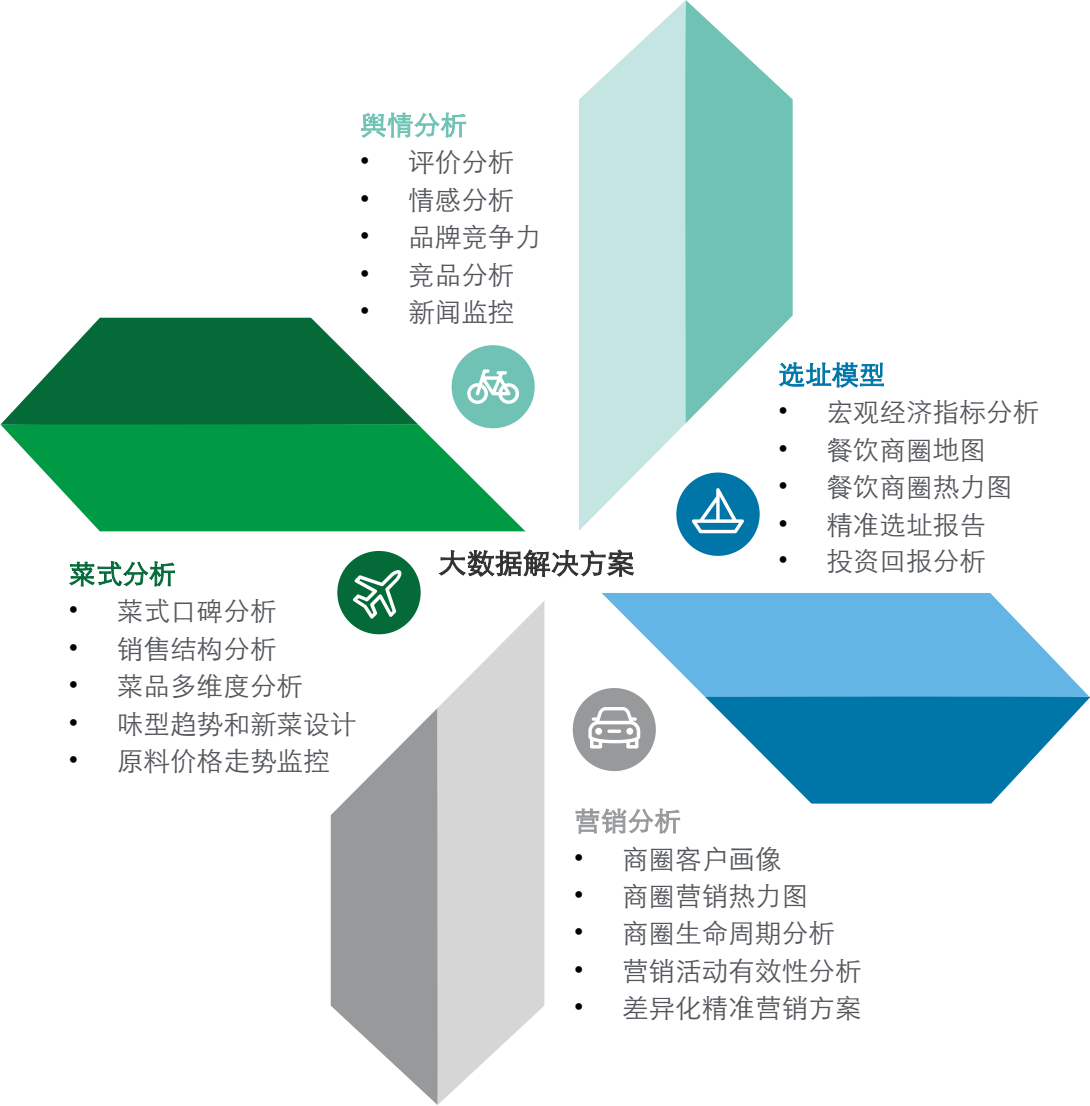 舆情分析
• 评价分析
• 情感分析
• 品牌竞争力
• 竞品分析
• 新闻监控
选址模型
• 宏观经济指标分析
• 餐饮商圈地图
• 餐饮商圈热力图
• 精准选址报告
• 投资回报分析
大数据解决方案
菜式分析
• 菜式口碑分析
• 销售结构分析
• 菜品多维度分析
• 味型趋势和新菜设计
• 原料价格走势监控
营销分析
• 商圈客户画像
• 商圈营销热力图
• 商圈生命周期分析
• 营销活动有效性分析
• 差异化精准营销方案